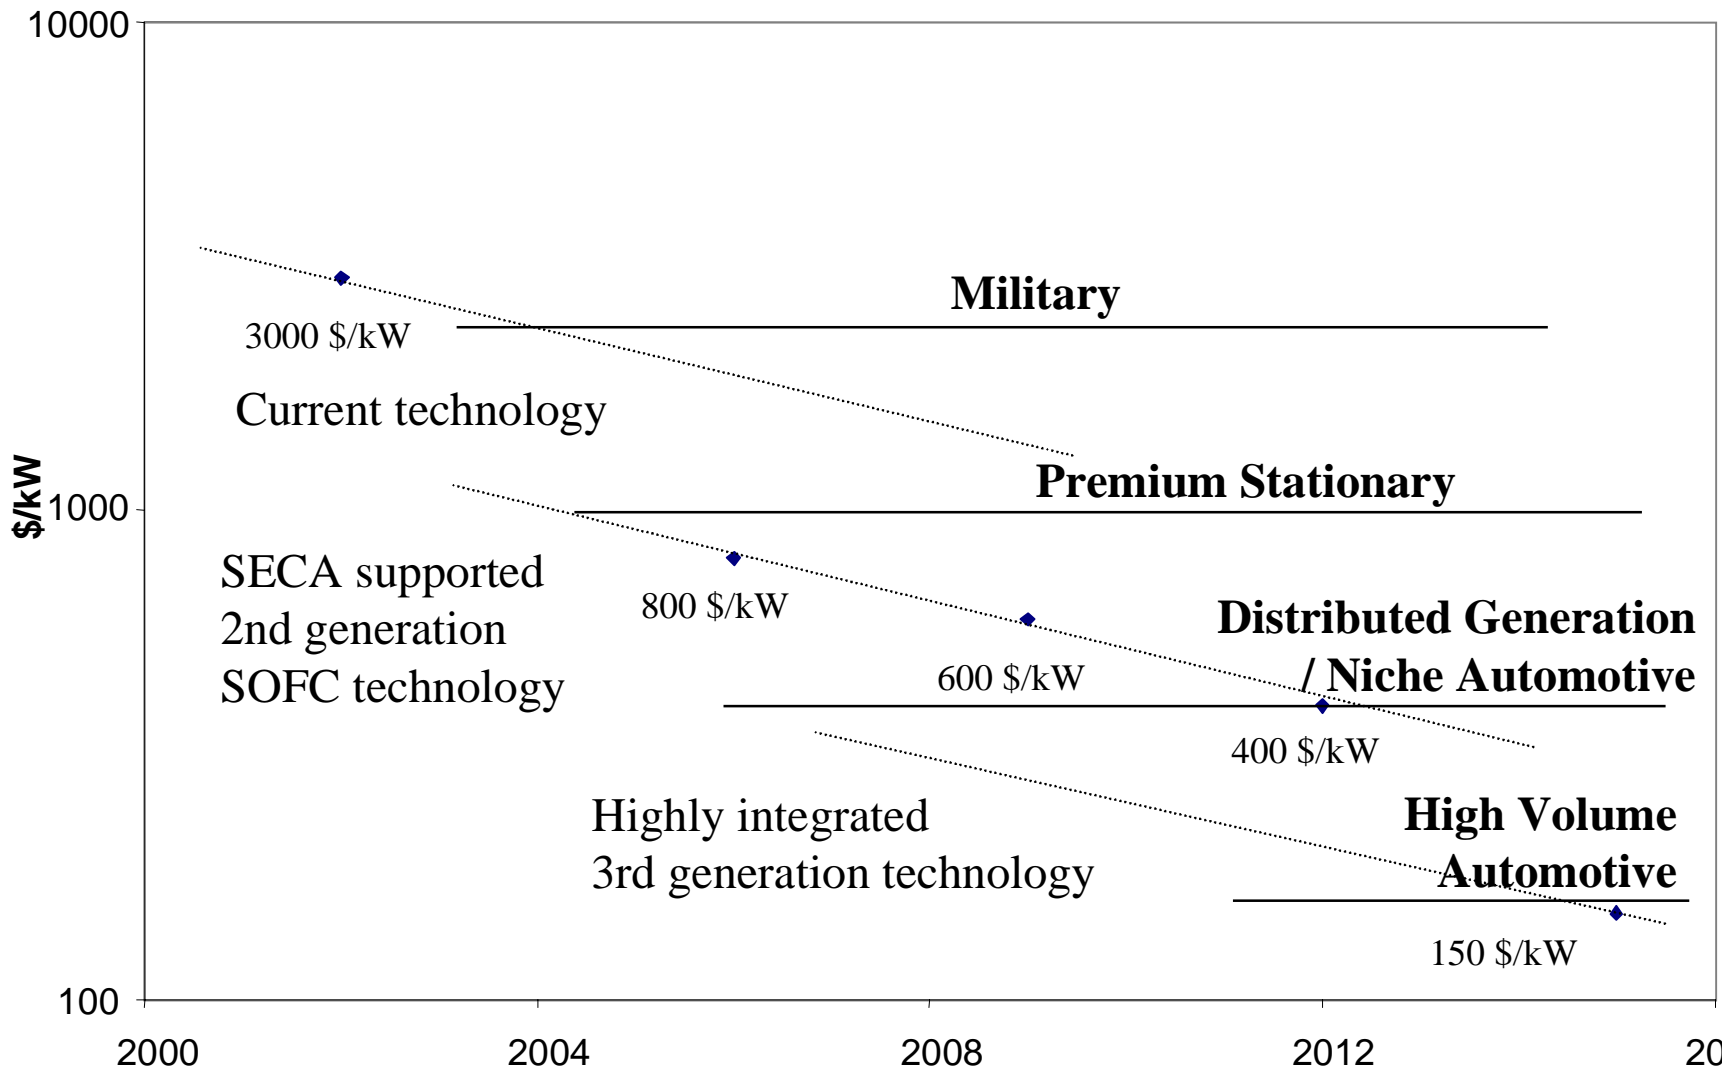 10000
Military
3000 $/kW
Current technology
$/kW
Premium Stationary
1000
SECA supported
2nd generation
SOFC technology
800 $/kW
Distributed Generation
/ Niche Automotive
600 $/kW
400 $/kW
Highly integrated
3rd generation technology
High Volume
Automotive
150 $/kW
100
2000 2004 2008 2012 20